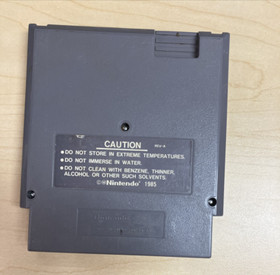 CAUTION
• DO NOT STORE IN EXTREME TEMPERATURES.
• DO NOT IMMERSE IN WATER.
• DO NOT CLEAN WITH BENZENE, THINNER,
ALCOHOL OR OTHER SUCH SOLVENTS.
©®Nintendo® 1985